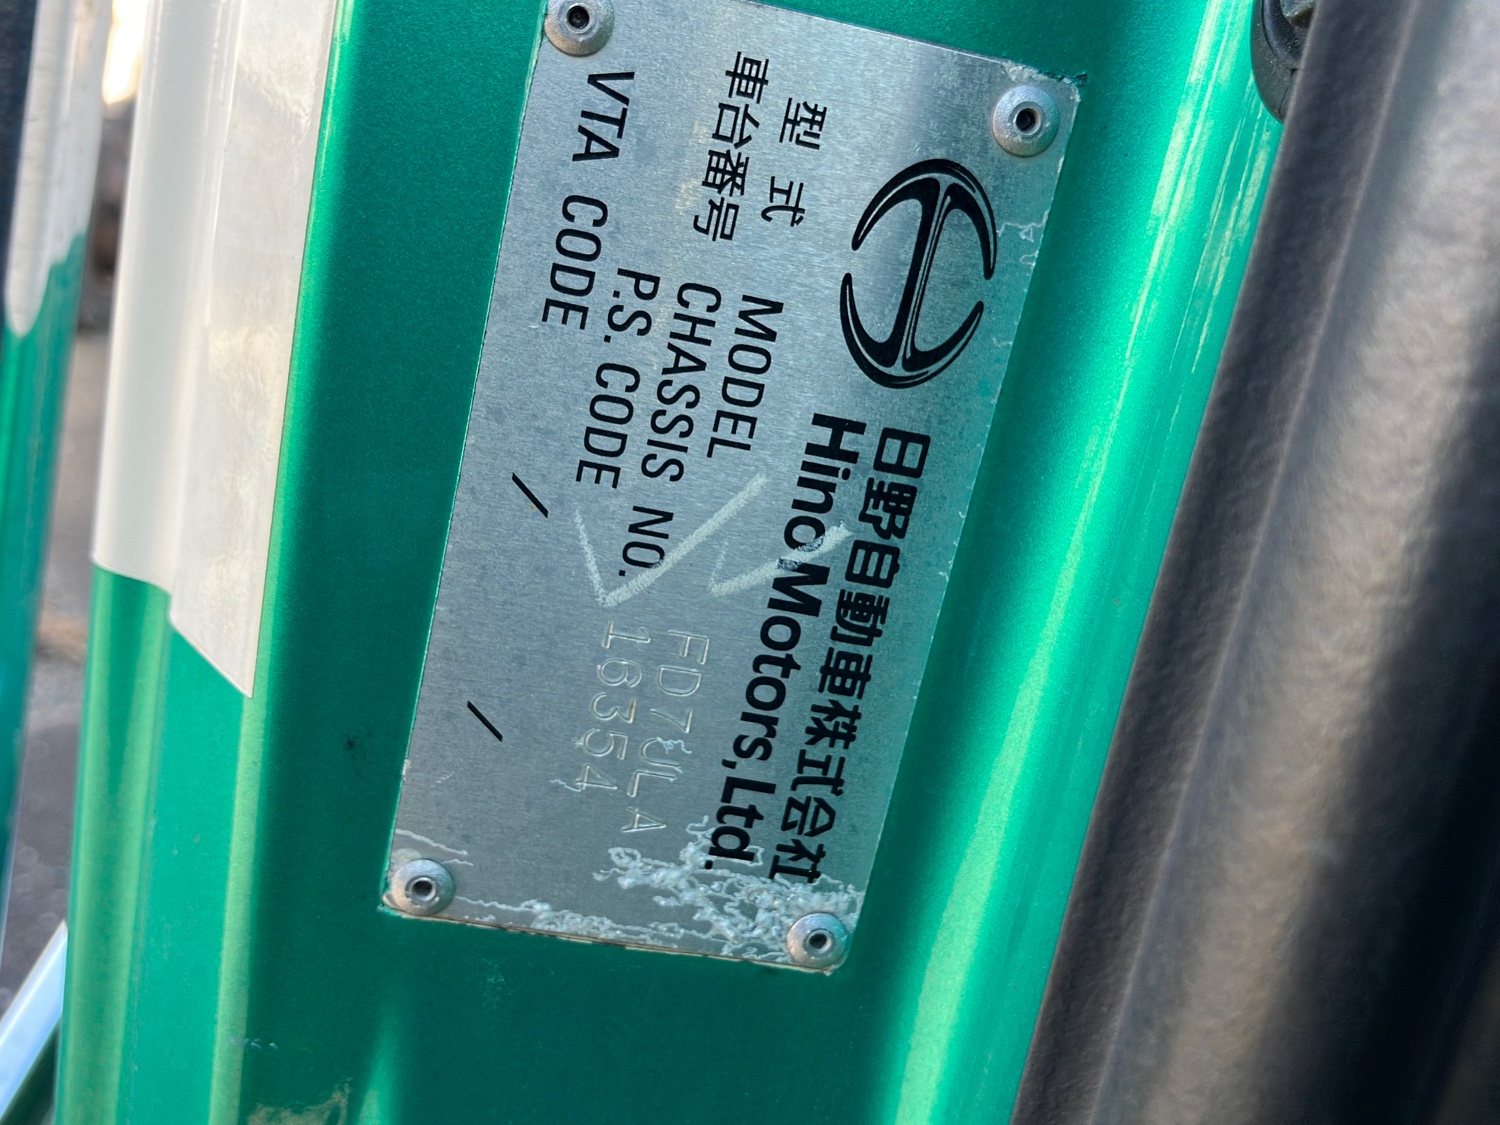 日野自動車株式会社
Hino Motors, Ltd.
型式 MODEL FD7JLA
車台番号 CHASSIS NO. 16354
P.S. CODE
VTA CODE / /